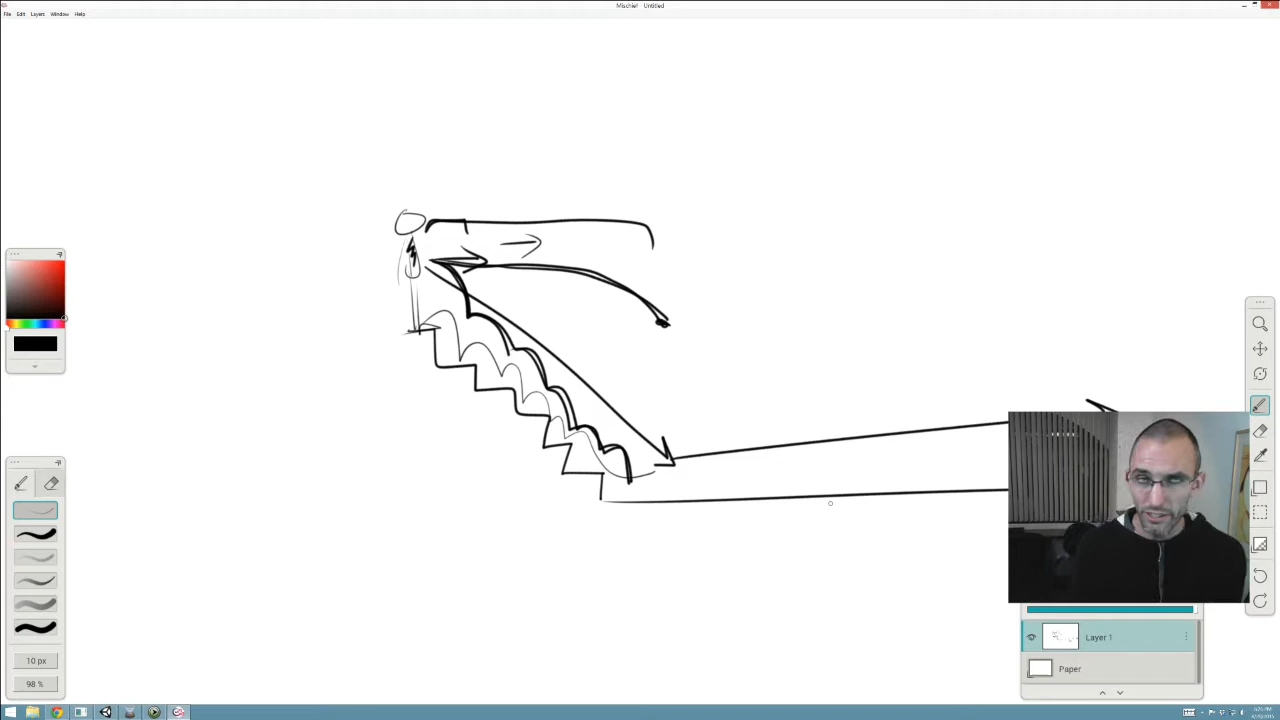 Mischief - Untitled
File Edit Layers Window Help
10 px
98 %
Layer 1
Paper